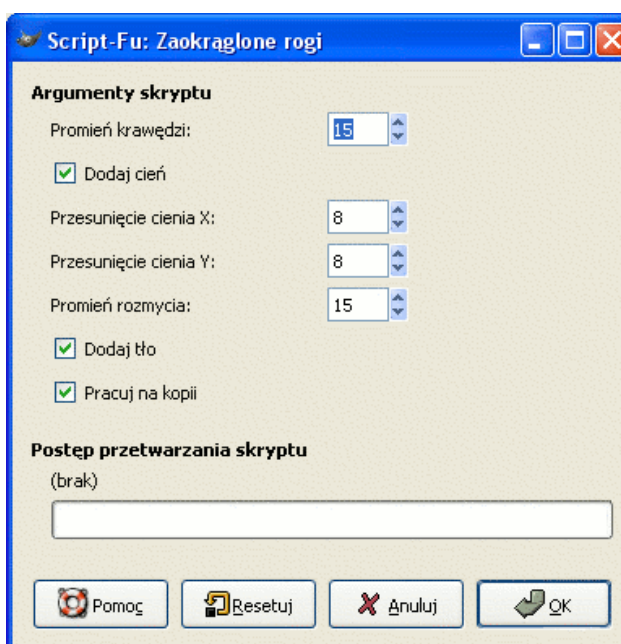 Script-Fu: Zaokrąglone rogi
Argumenty skryptu
Promień krawędzi: 15
Dodaj cień
Przesunięcie cienia X: 8
Przesunięcie cienia Y: 8
Promień rozmycia: 15
Dodaj tło
Pracuj na kopii
Postęp przetwarzania skryptu
(brak)
Pomoc Resetuj Anuluj OK